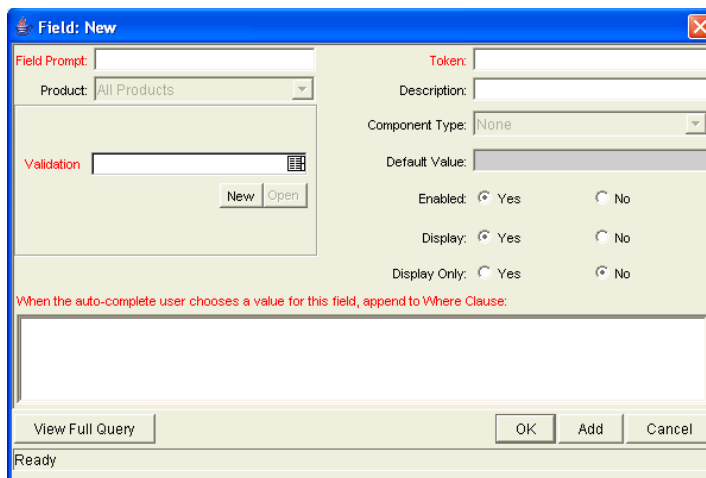 Field: New
Field Prompt: Token:
Product: All Products Description:
Component Type: None
Validation Default Value:
New Open Enabled: Yes No
Display: Yes No
Display Only: Yes No
When the auto-complete user chooses a value for this field, append to Where Clause:
View Full Query OK Add Cancel
Ready